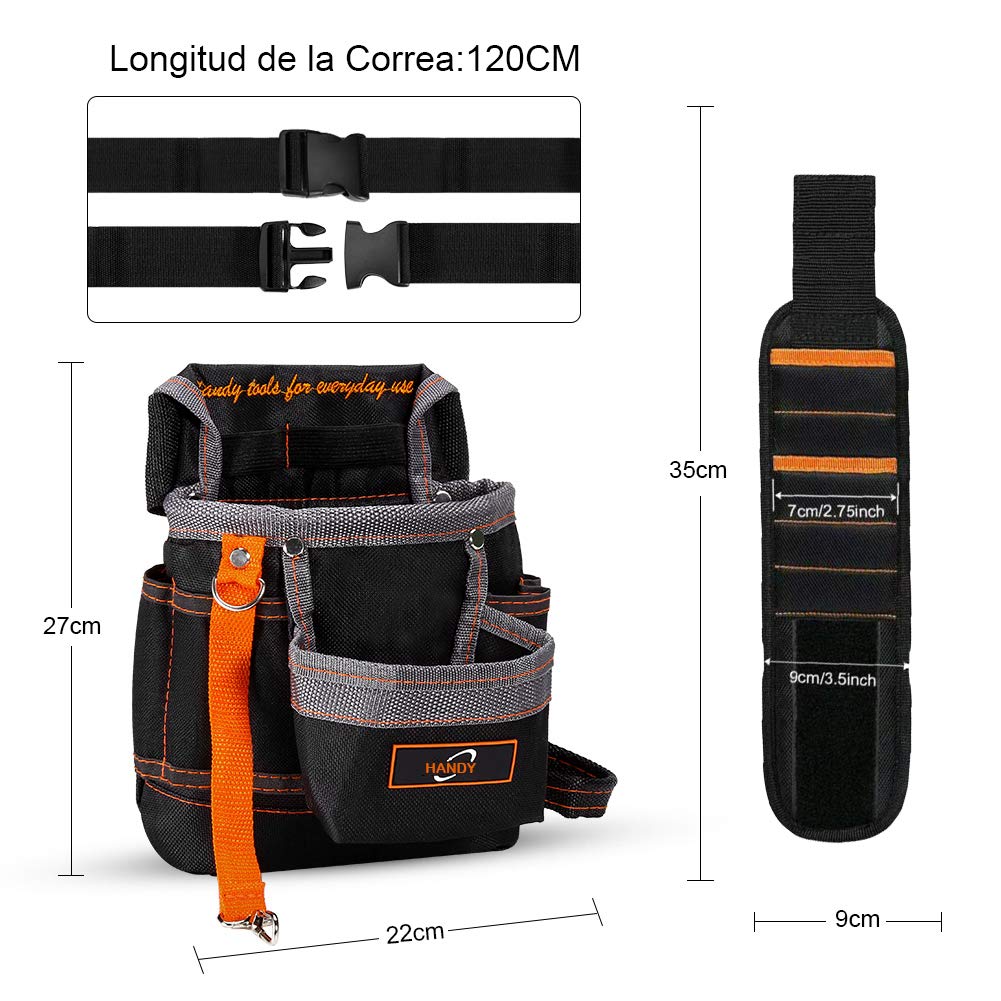 Longitud de la Correa:120CM
handy tools for everyday use
35cm
7cm/2.75inch
27cm
9cm/3.5inch
HANDY
22cm
9cm